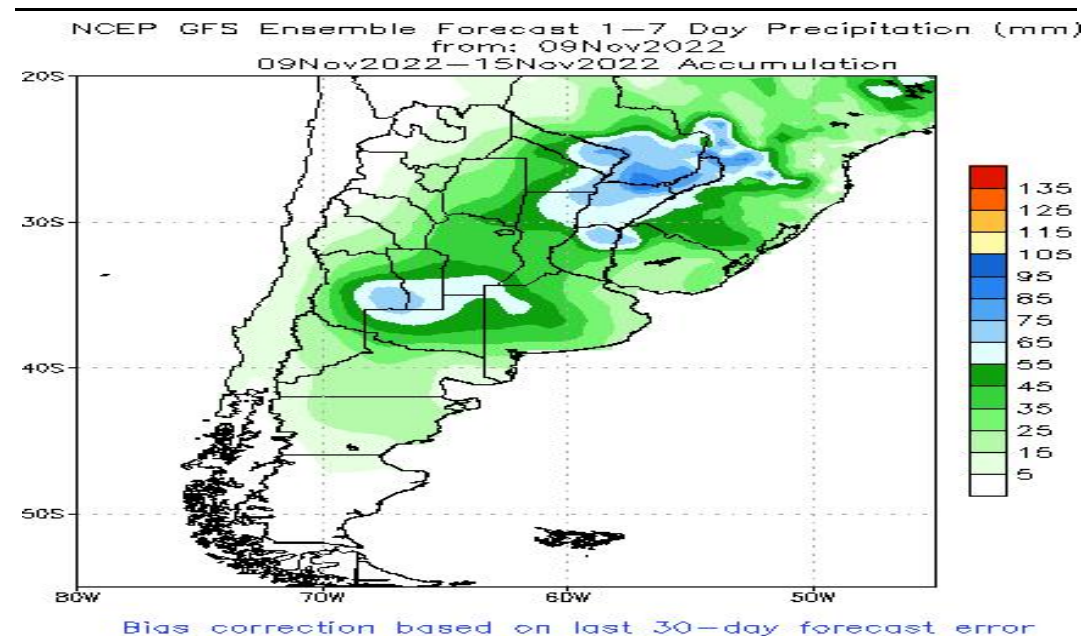 NCEP GFS Ensemble Forecast 1–7 Day Precipitation (mm)
from: 09Nov2022
09Nov2022–15Nov2022 Accumulation
20S
30S
40S
50S
80W
70W
60W
50W
135
125
115
105
95
85
75
65
55
45
35
25
15
5
Bias correction based on last 30–day forecast error